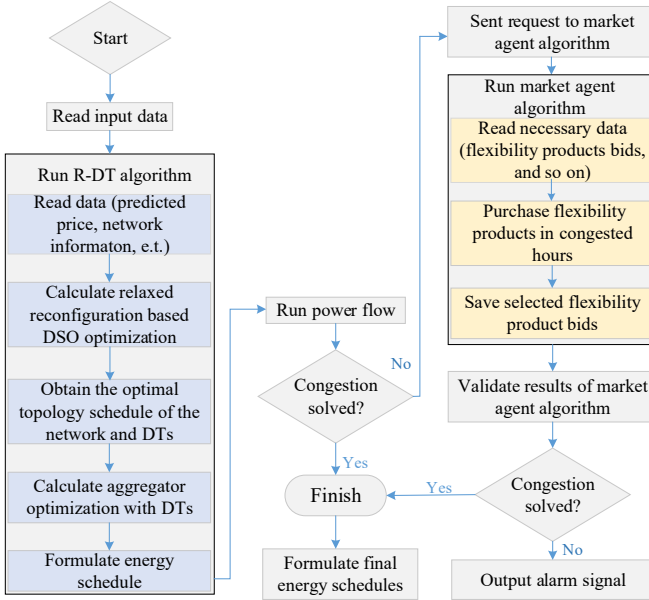 Start
Read input data
Run R-DT algorithm
Read data (predicted
price, network
informaton, e.t.)
Calculate relaxed
reconfiguration based
DSO optimization
Obtain the optimal
topology schedule of the
network and DTs
Calculate aggregator
optimization with DTs
Formulate energy
schedule
Run power flow
Congestion
solved?
No
Yes
Finish
Formulate final
energy schedules
Sent request to market
agent algorithm
Run market agent
algorithm
Read necessary data
(flexibility products bids,
and so on)
Purchase flexibility
products in congested
hours
Save selected flexibility
product bids
Validate results of market
agent algorithm
Congestion
solved?
Yes
No
Output alarm signal